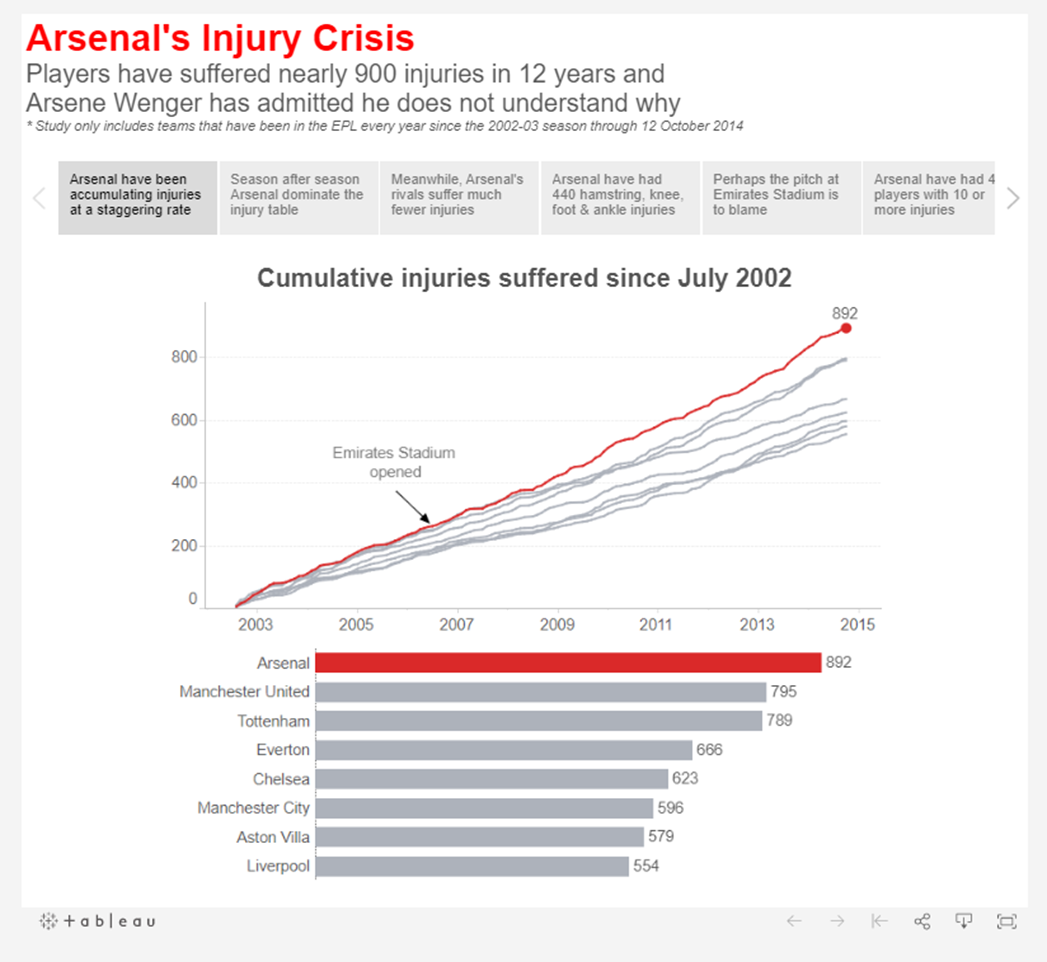 Arsenal's Injury Crisis
Players have suffered nearly 900 injuries in 12 years and
Arsene Wenger has admitted he does not understand why
* Study only includes teams that have been in the EPL every year since the 2002-03 season through 12 October 2014
Arsenal have been
accumulating injuries
at a staggering rate
Season after season
Arsenal dominate the
injury table
Meanwhile, Arsenal's
rivals suffer much
fewer injuries
Arsenal have had
440 hamstring, knee,
foot & ankle injuries
Perhaps the pitch at
Emirates Stadium is
to blame
Arsenal have had 4
players with 10 or
more injuries
Cumulative injuries suffered since July 2002
892
800
600
Emirates Stadium
opened
400
200
0
2003 2005 2007 2009 2011 2013 2015
Arsenal 892
Manchester United 795
Tottenham 789
Everton 666
Chelsea 623
Manchester City 596
Aston Villa 579
Liverpool 554
+ableau